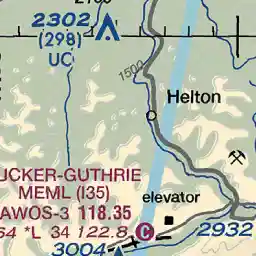 2302
(298)
UC
1500
Helton
UCKER-GUTHRIE
MEML (I35)
AWOS-3 118.35
64 *L 34 122.8 C
elevator
3004
2932